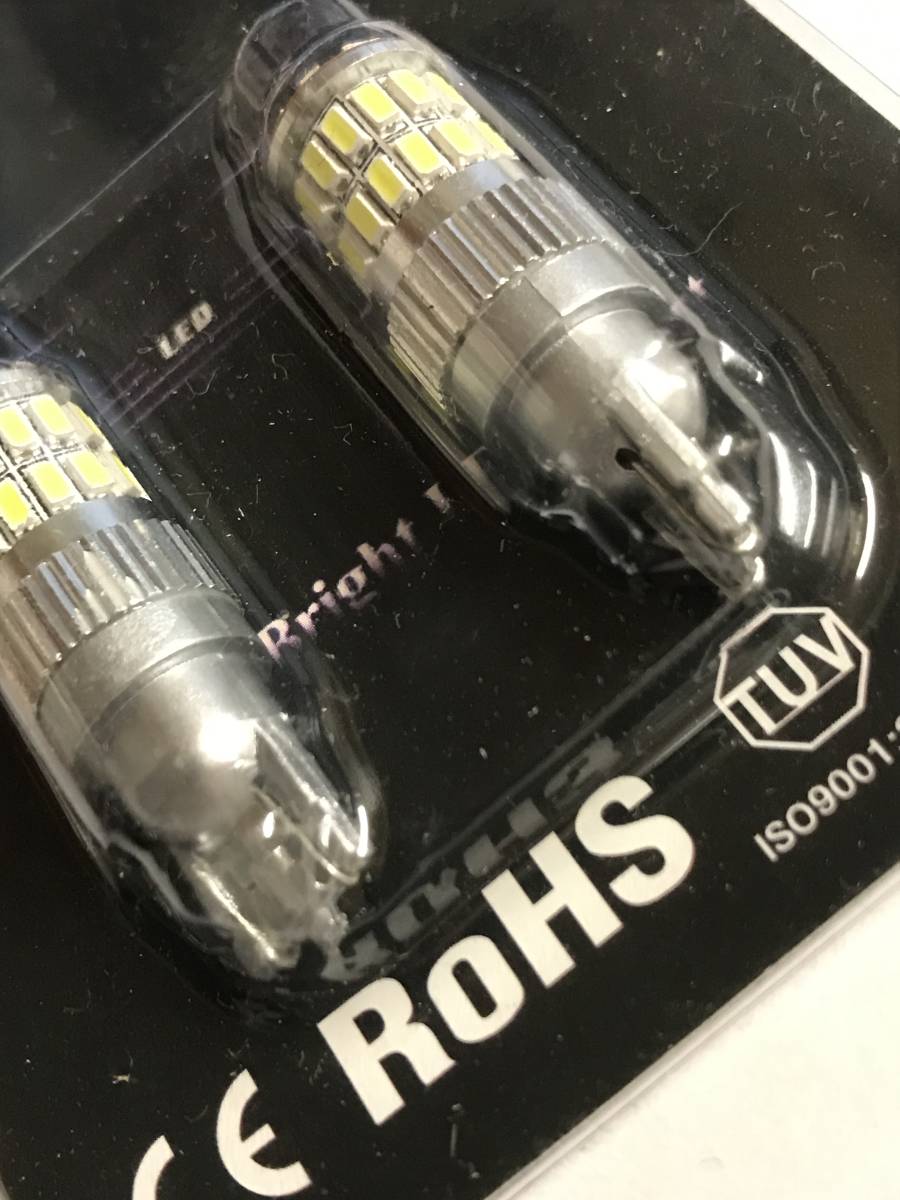 LED
Bright
TUV
ISO9001:
RoHS
CE